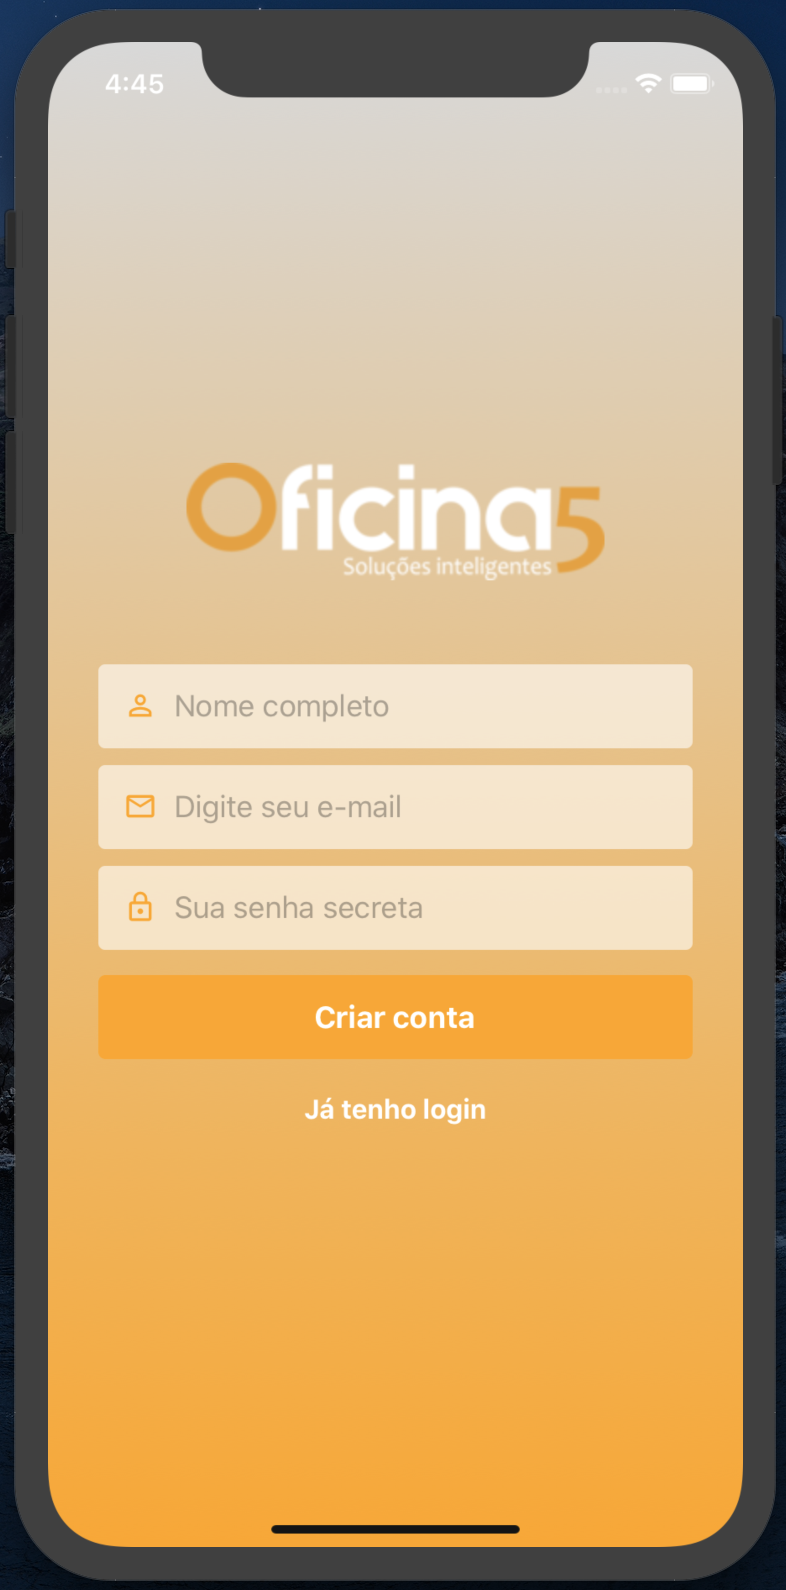 4:45
Oficina5
Soluções inteligentes
Nome completo
Digite seu e-mail
Sua senha secreta
Criar conta
Já tenho login